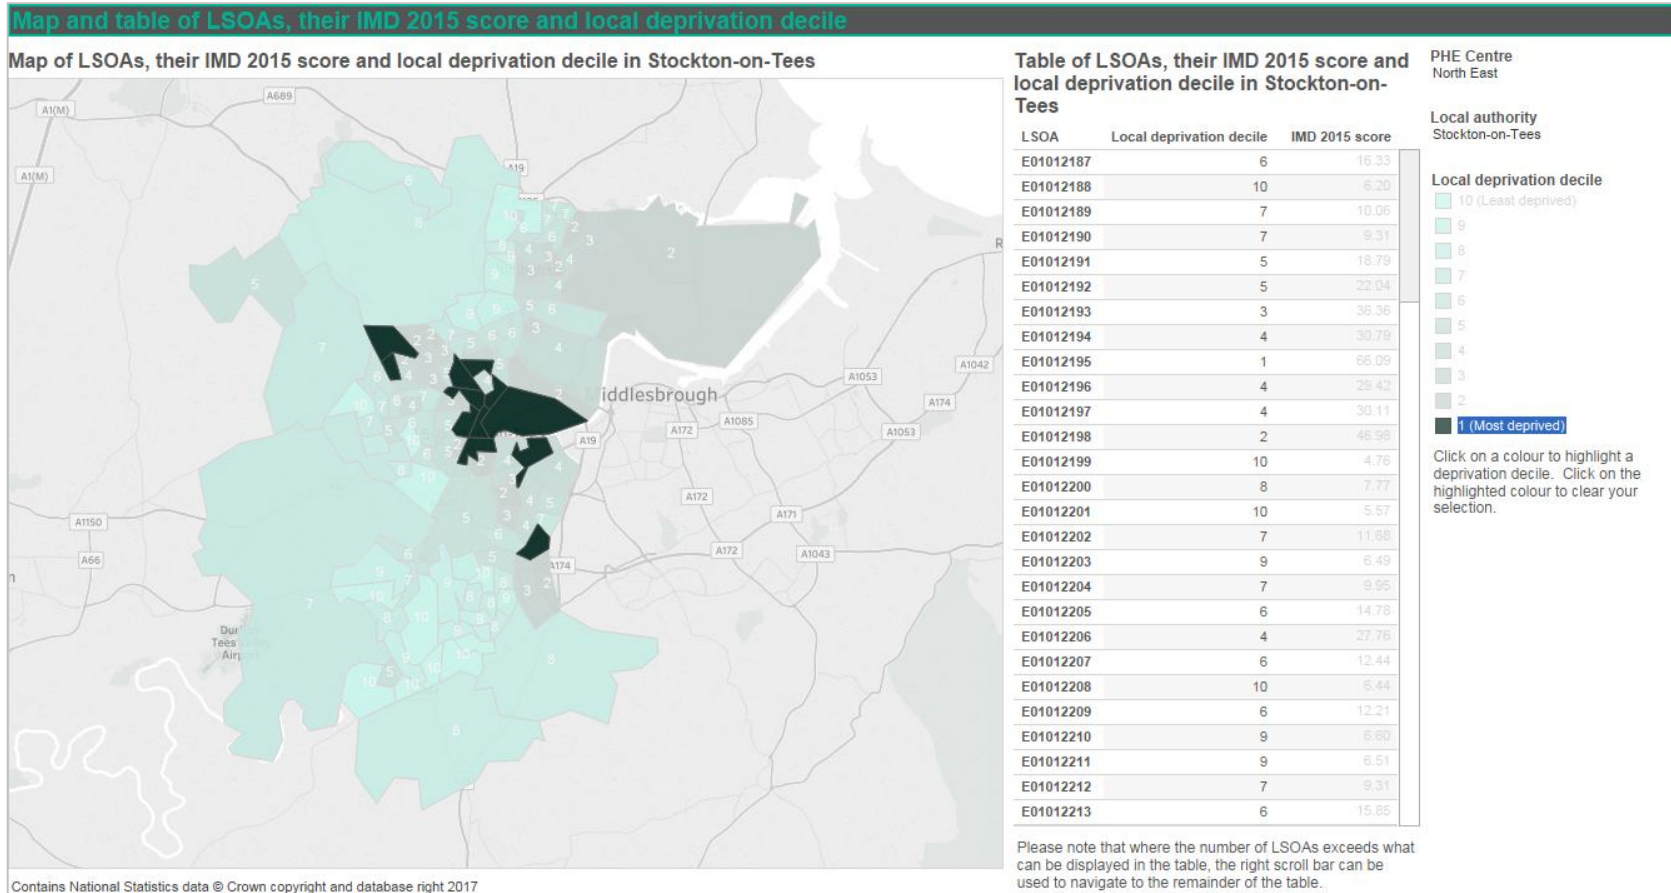 Map and table of LSOAs, their IMD 2015 score and local deprivation decile
Map of LSOAs, their IMD 2015 score and local deprivation decile in Stockton-on-Tees
A1(M)
A689
A1(M)
A19
A1042
A1053
A174
A1085
A172
A1053
A19
A172
A171
A172
A1043
A174
A1150
A66
Middlesbrough
Tees
Contains National Statistics data © Crown copyright and database right 2017
Table of LSOAs, their IMD 2015 score and
local deprivation decile in Stockton-on-
Tees
LSOA Local deprivation decile IMD 2015 score
E01012187 6 16.33
E01012188 10 6.20
E01012189 7 10.06
E01012190 7 9.31
E01012191 5 18.79
E01012192 5 22.04
E01012193 3 36.36
E01012194 4 30.79
E01012195 1 66.09
E01012196 4 29.42
E01012197 4 30.11
E01012198 2 46.98
E01012199 10 4.76
E01012200 8 7.77
E01012201 10 5.57
E01012202 7 11.68
E01012203 9 6.49
E01012204 7 9.95
E01012205 6 14.78
E01012206 4 27.76
E01012207 6 12.44
E01012208 10 6.44
E01012209 6 12.21
E01012210 9 6.60
E01012211 9 6.51
E01012212 7 9.31
E01012213 6 15.85
Please note that where the number of LSOAs exceeds what
can be displayed in the table, the right scroll bar can be
used to navigate to the remainder of the table.
PHE Centre
North East
Local authority
Stockton-on-Tees
Local deprivation decile
10 (Least deprived)
9
8
7
6
5
4
3
2
1 (Most deprived)
Click on a colour to highlight a
deprivation decile. Click on the
highlighted colour to clear your
selection.